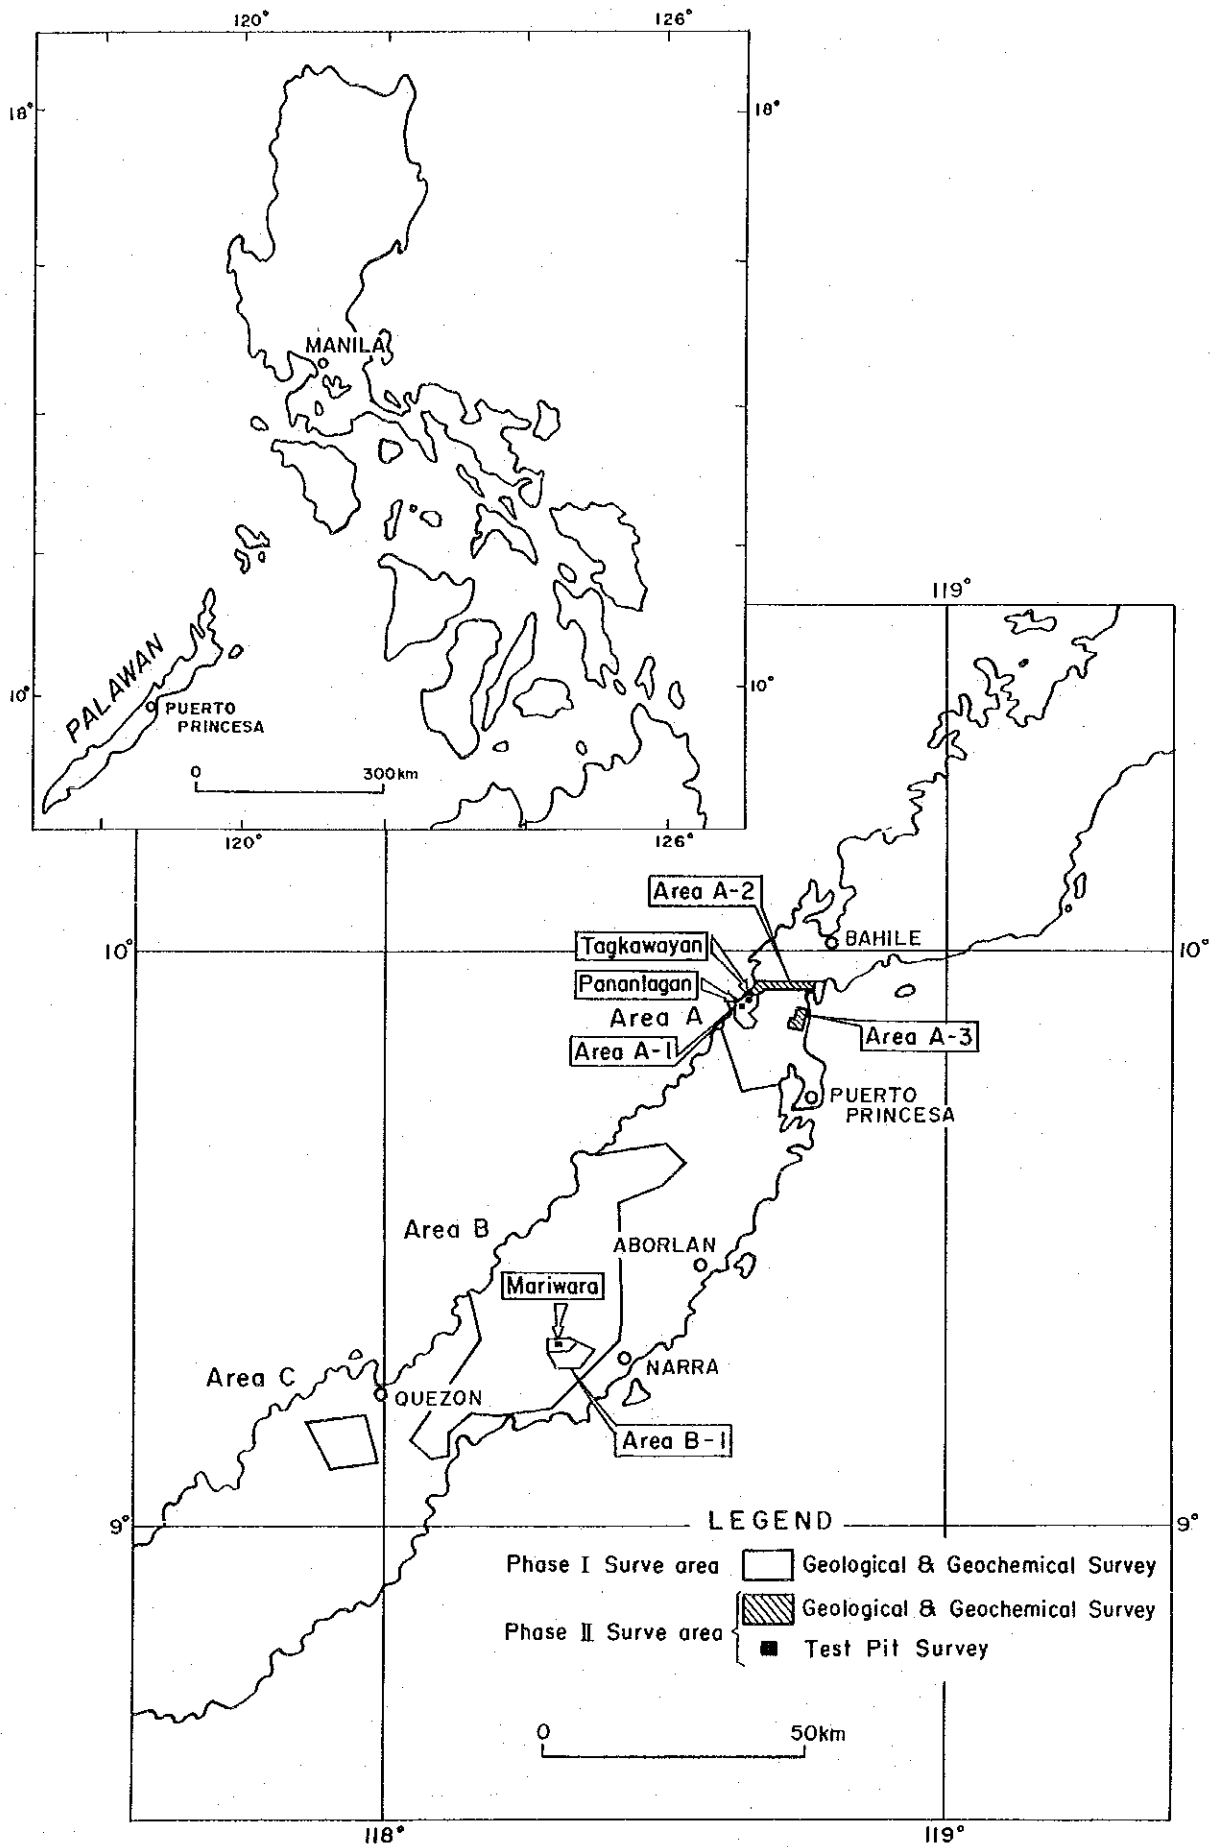 120°
126°
18°
18°
MANILA
PALAWAN
10°
10°
PUERTO
PRINCESA
0
300km
120°
126°
119°
Area A-2
Tagkawayan
BAHILE
10°
10°
Panantagan
Area A
Area A-3
Area A-1
PUERTO
PRINCESA
Area B
ABORLAN
Mariwara
Area C
NARRA
QUEZON
Area B-1
9°
9°
LEGEND
Phase I Surve area
Geological & Geochemical Survey
Phase II Surve area
Geological & Geochemical Survey
Test Pit Survey
0
50km
118°
119°